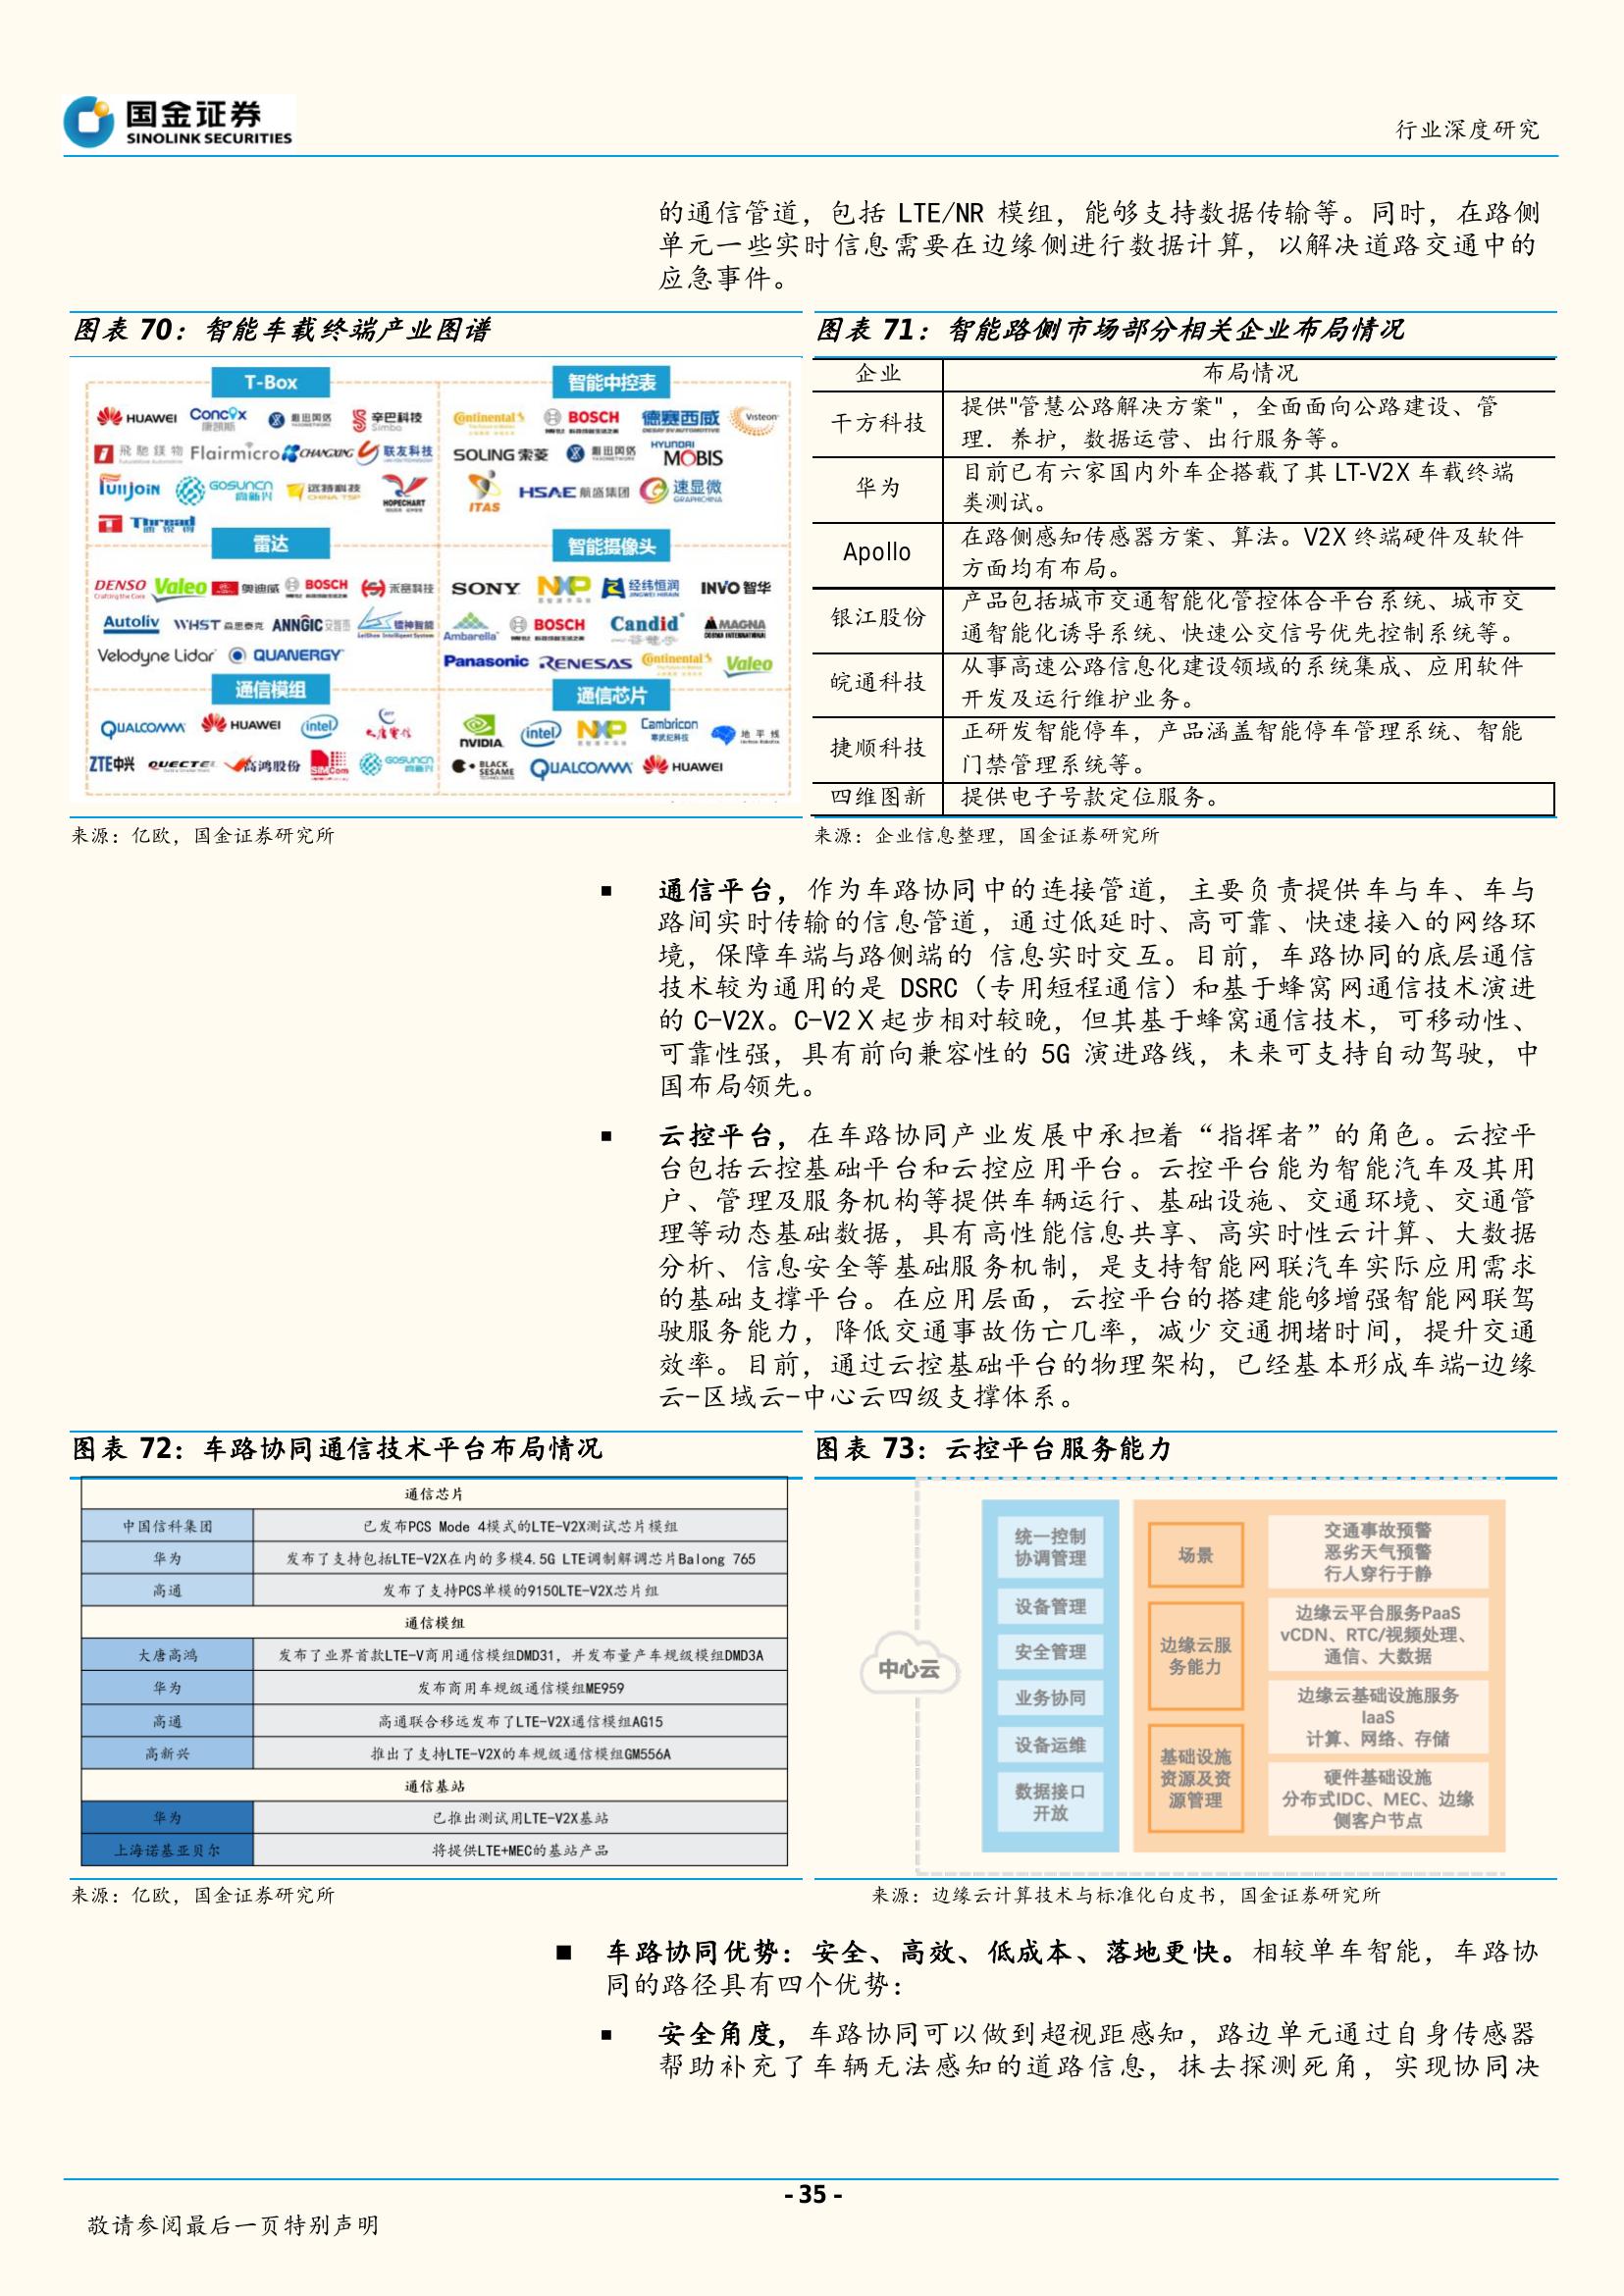 国金证券
SINOLINK SECURITIES
行业深度研究
的通信管道，包括 LTE/NR 模组，能够支持数据传输等。同时，在路侧
单元一些实时信息需要在边缘侧进行数据计算，以解决道路交通中的
应急事件。
图表 70：智能车载终端产业图谱
T-Box
智能中控表
HUAWEI
康凯斯
辛巴科技
Simba
Continental
BOSCH
德赛西威
Visteon
Flairmicro
CHANGXING
联友科技
SOLING 索菱
HYUNDAI
MOBIS
FUJIJOIN
GOSUNCN
高新兴
远特科技
CHINA TSP
HOPECHART
ITAS
HSAE 航盛集团
速显微
GRAPHICHINA
Thread
雷达
智能摄像头
DENSO
Valeo
奥迪威
BOSCH
禾赛科技
SONY
NXP
经纬恒润
INVO 智华
Autoliv
WHST 森思泰克
ANNGIC
镭神智能
Ambarella
BOSCH
Candid
MAGNA
Velodyne Lidar
QUANERGY
Panasonic
RENESAS
Continental
Valeo
通信模组
通信芯片
QUALCOMM
HUAWEI
intel
大唐电信
NVIDIA
intel
NXP
Cambricon
寒武纪科技
地平线
ZTE中兴
QUECTEL
高鸿股份
SIMCom
GOSUNCN
高新兴
BLACK
SESAME
QUALCOMM
HUAWEI
来源：亿欧，国金证券研究所
图表 71：智能路侧市场部分相关企业布局情况
企业 布局情况
千方科技 提供"管慧公路解决方案"，全面面向公路建设、管
理．养护，数据运营、出行服务等。
华为 目前已有六家国内外车企搭载了其 LT-V2X 车载终端
类测试。
Apollo 在路侧感知传感器方案、算法。V2X 终端硬件及软件
方面均有布局。
银江股份 产品包括城市交通智能化管控体合平台系统、城市交
通智能化诱导系统、快速公交信号优先控制系统等。
皖通科技 从事高速公路信息化建设领域的系统集成、应用软件
开发及运行维护业务。
捷顺科技 正研发智能停车，产品涵盖智能停车管理系统、智能
门禁管理系统等。
四维图新 提供电子号款定位服务。
来源：企业信息整理，国金证券研究所
■ 通信平台，作为车路协同中的连接管道，主要负责提供车与车、车与
路间实时传输的信息管道，通过低延时、高可靠、快速接入的网络环
境，保障车端与路侧端的 信息实时交互。目前，车路协同的底层通信
技术较为通用的是 DSRC（专用短程通信）和基于蜂窝网通信技术演进
的 C-V2X。C-V2Ｘ起步相对较晚，但其基于蜂窝通信技术，可移动性、
可靠性强，具有前向兼容性的 5G 演进路线，未来可支持自动驾驶，中
国布局领先。
■ 云控平台，在车路协同产业发展中承担着“指挥者”的角色。云控平
台包括云控基础平台和云控应用平台。云控平台能为智能汽车及其用
户、管理及服务机构等提供车辆运行、基础设施、交通环境、交通管
理等动态基础数据，具有高性能信息共享、高实时性云计算、大数据
分析、信息安全等基础服务机制，是支持智能网联汽车实际应用需求
的基础支撑平台。在应用层面，云控平台的搭建能够增强智能网联驾
驶服务能力，降低交通事故伤亡几率，减少交通拥堵时间，提升交通
效率。目前，通过云控基础平台的物理架构，已经基本形成车端-边缘
云-区域云-中心云四级支撑体系。
图表 72：车路协同通信技术平台布局情况
通信芯片
中国信科集团 已发布PCS Mode 4模式的LTE-V2X测试芯片模组
华为 发布了支持包括LTE-V2X在内的多模4.5G LTE调制解调芯片Balong 765
高通 发布了支持PCS单模的9150LTE-V2X芯片组
通信模组
大唐高鸿 发布了业界首款LTE-V商用通信模组DMD31，并发布量产车规级模组DMD3A
华为 发布商用车规级通信模组ME959
高通 高通联合移远发布了LTE-V2X通信模组AG15
高新兴 推出了支持LTE-V2X的车规级通信模组GM556A
通信基站
华为 已推出测试用LTE-V2X基站
上海诺基亚贝尔 将提供LTE+MEC的基站产品
来源：亿欧，国金证券研究所
图表 73：云控平台服务能力
中心云
统一控制
协调管理
设备管理
安全管理
业务协同
设备运维
数据接口
开放
场景
边缘云服
务能力
基础设施
资源及资
源管理
交通事故预警
恶劣天气预警
行人穿行于静
边缘云平台服务PaaS
vCDN、RTC/视频处理、
通信、大数据
边缘云基础设施服务
IaaS
计算、网络、存储
硬件基础设施
分布式IDC、MEC、边缘
侧客户节点
来源：边缘云计算技术与标准化白皮书，国金证券研究所
■ 车路协同优势：安全、高效、低成本、落地更快。相较单车智能，车路协
同的路径具有四个优势：
■ 安全角度，车路协同可以做到超视距感知，路边单元通过自身传感器
帮助补充了车辆无法感知的道路信息，抹去探测死角，实现协同决
- 35 -
敬请参阅最后一页特别声明